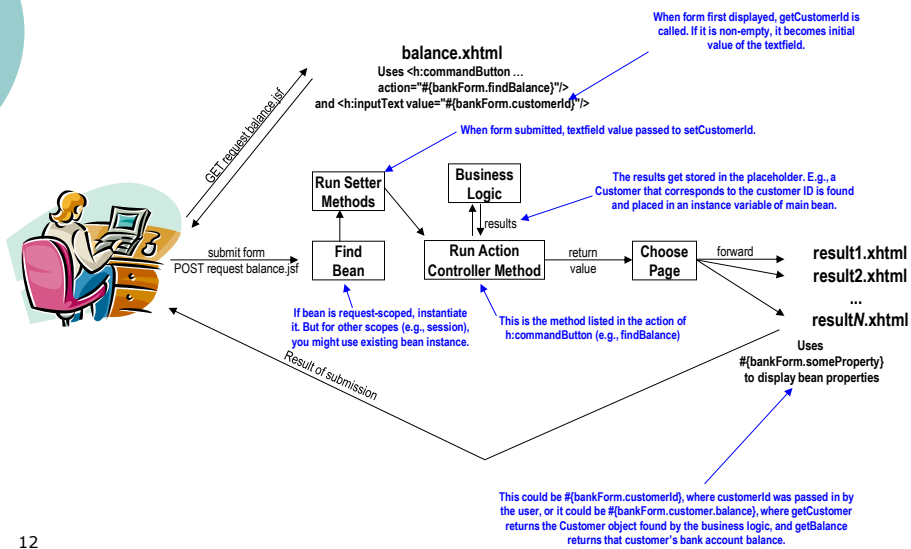 When form first displayed, getCustomerId is
called. If it is non-empty, it becomes initial
value of the textfield.
balance.xhtml
Uses <h:commandButton …
action="#{bankForm.findBalance}"/>
and <h:inputText value="#{bankForm.customerId}"/>
GET request balance.jsf
When form submitted, textfield value passed to setCustomerId.
Run Setter
Methods
Business
Logic
results
The results get stored in the placeholder. E.g., a
Customer that corresponds to the customer ID is found
and placed in an instance variable of main bean.
submit form
POST request balance.jsf
Find
Bean
Run Action
Controller Method
return
value
Choose
Page
forward
result1.xhtml
result2.xhtml
...
resultN.xhtml
If bean is request-scoped, instantiate
it. But for other scopes (e.g., session),
you might use existing bean instance.
This is the method listed in the action of
h:commandButton (e.g., findBalance)
Uses
#{bankForm.someProperty}
to display bean properties
Result of submission
This could be #{bankForm.customerId}, where customerId was passed in by
the user, or it could be #{bankForm.customer.balance}, where getCustomer
returns the Customer object found by the business logic, and getBalance
returns that customer's bank account balance.
12